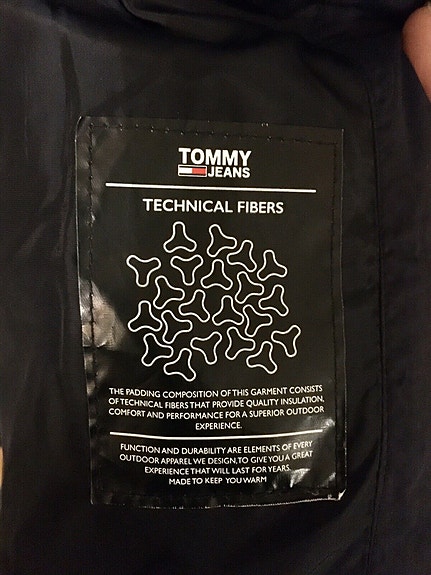 TOMMY
JEANS
TECHNICAL FIBERS
THE PADDING COMPOSITION OF THIS GARMENT CONSISTS
OF TECHNICAL FIBERS THAT PROVIDE QUALITY INSULATION,
COMFORT AND PERFORMANCE FOR A SUPERIOR OUTDOOR
EXPERIENCE.
FUNCTION AND DURABILITY ARE ELEMENTS OF EVERY
OUTDOOR APPAREL WE DESIGN, TO GIVE YOU A GREAT
EXPERIENCE THAT WILL LAST FOR YEARS.
MADE TO KEEP YOU WARM